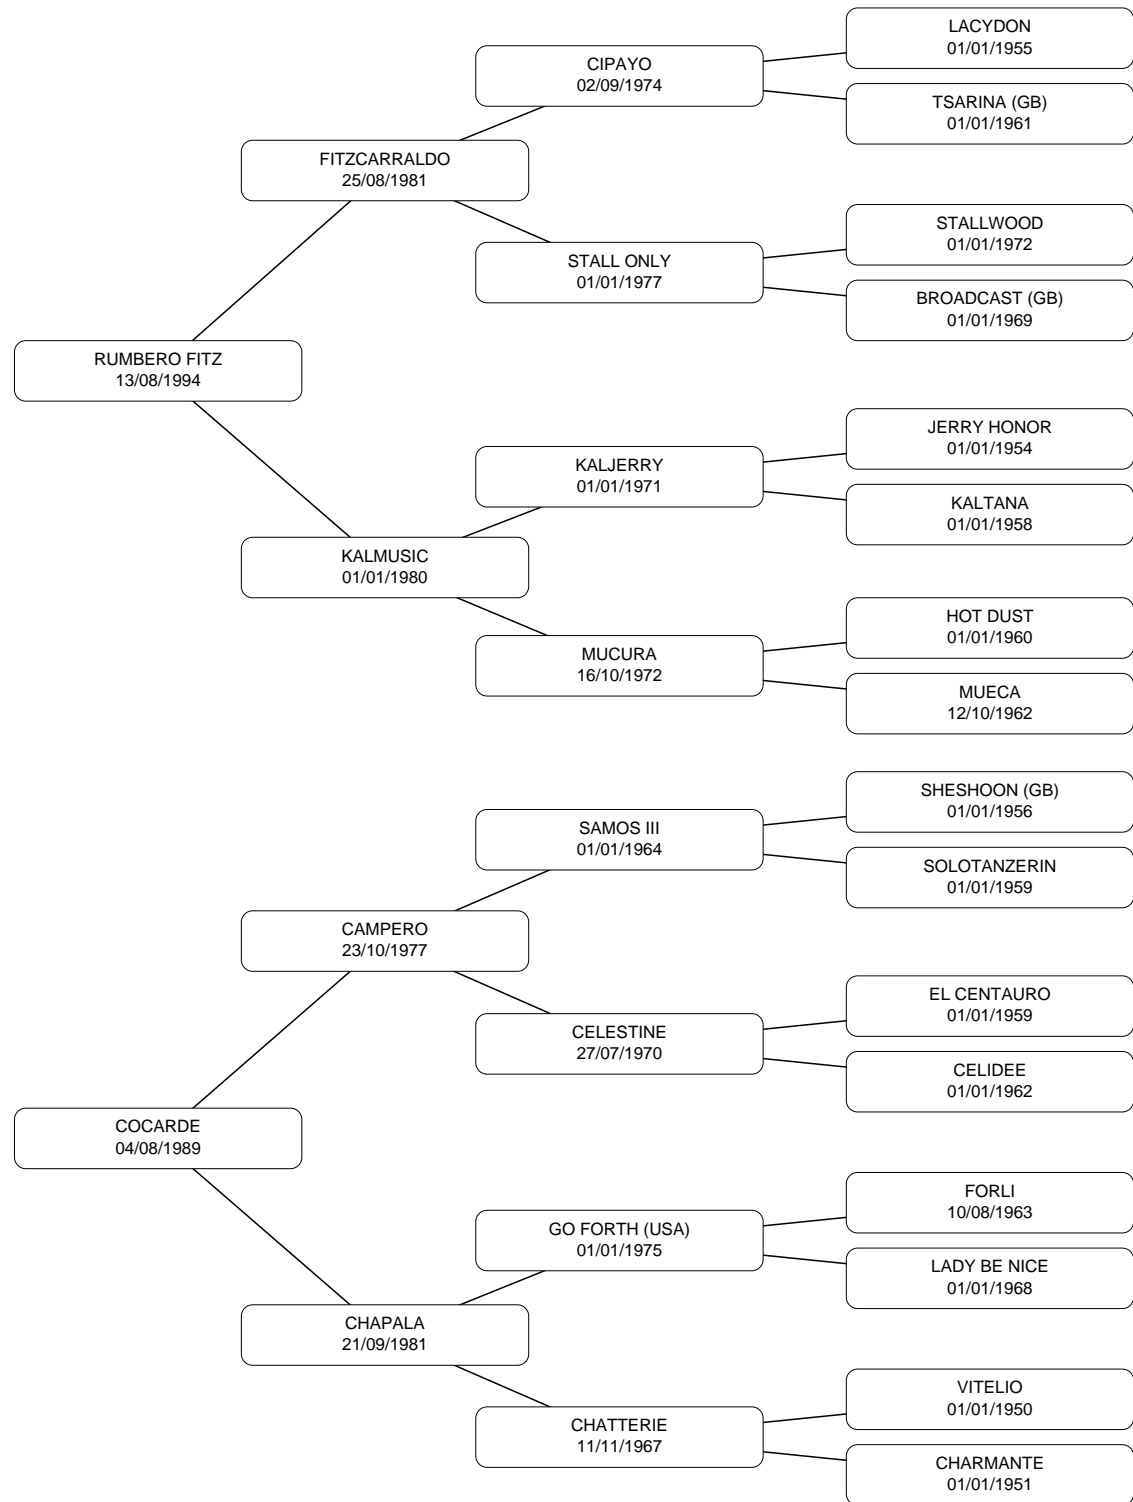 LACYDON
01/01/1955
CIPAYO
02/09/1974
TSARINA (GB)
01/01/1961
FITZCARRALDO
25/08/1981
STALLWOOD
01/01/1972
STALL ONLY
01/01/1977
BROADCAST (GB)
01/01/1969
RUMBERO FITZ
13/08/1994
JERRY HONOR
01/01/1954
KALJERRY
01/01/1971
KALTANA
01/01/1958
KALMUSIC
01/01/1980
HOT DUST
01/01/1960
MUCURA
16/10/1972
MUECA
12/10/1962
SHESHOON (GB)
01/01/1956
SAMOS III
01/01/1964
SOLOTANZERIN
01/01/1959
CAMPERO
23/10/1977
EL CENTAURO
01/01/1959
CELESTINE
27/07/1970
CELIDEE
01/01/1962
COCARDE
04/08/1989
FORLI
10/08/1963
GO FORTH (USA)
01/01/1975
LADY BE NICE
01/01/1968
CHAPALA
21/09/1981
VITELIO
01/01/1950
CHATTERIE
11/11/1967
CHARMANTE
01/01/1951